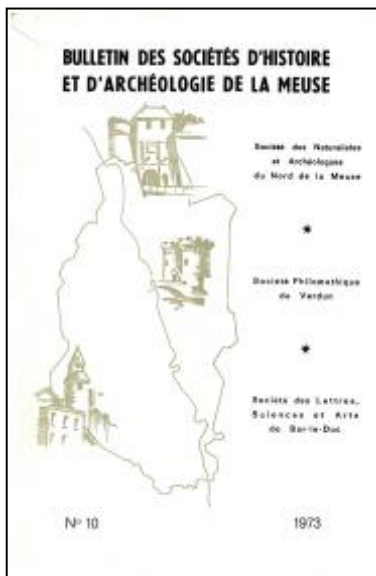 BULLETIN DES SOCIÉTÉS D'HISTOIRE
ET D'ARCHÉOLOGIE DE LA MEUSE
Société des Naturalistes
et Archéologues
du Nord de la Meuse
*
Société Philomathique
de Verdun
*
Société des Lettres,
Sciences et Arts
de Bar-le-Duc
N° 10
1973